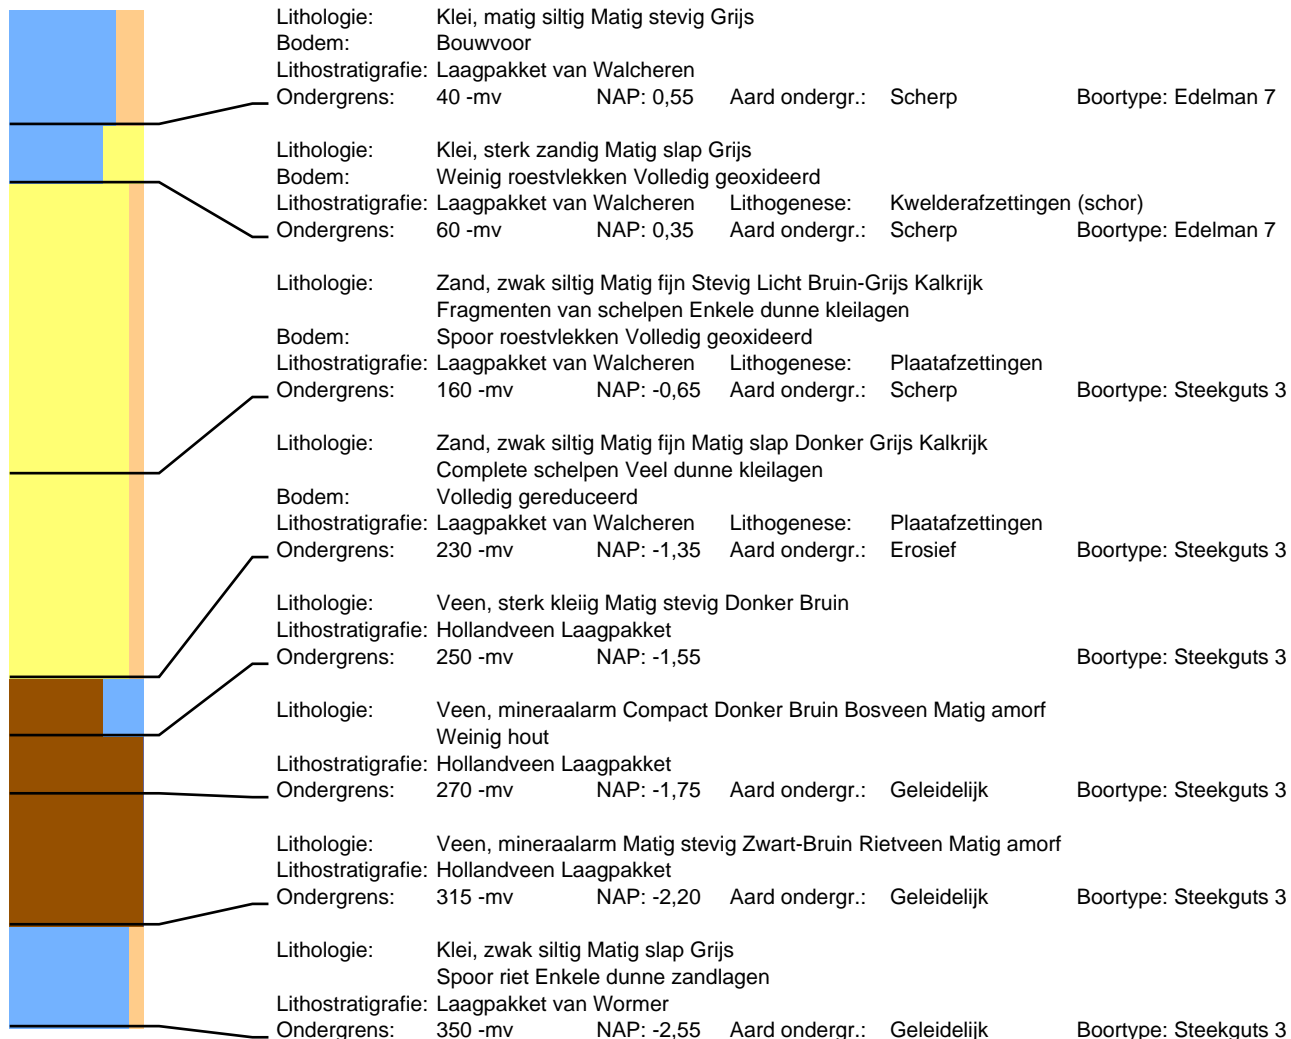 Lithologie: Klei, matig siltig Matig stevig Grijs
Bodem: Bouwvoor
Lithostratigrafie: Laagpakket van Walcheren
Ondergrens: 40 -mv NAP: 0,55 Aard ondergr.: Scherp Boortype: Edelman 7
Lithologie: Klei, sterk zandig Matig slap Grijs
Bodem: Weinig roestvlekken Volledig geoxideerd
Lithostratigrafie: Laagpakket van Walcheren Lithogenese: Kwelderafzettingen (schor)
Ondergrens: 60 -mv NAP: 0,35 Aard ondergr.: Scherp Boortype: Edelman 7
Lithologie: Zand, zwak siltig Matig fijn Stevig Licht Bruin-Grijs Kalkrijk
Fragmenten van schelpen Enkele dunne kleilagen
Bodem: Spoor roestvlekken Volledig geoxideerd
Lithostratigrafie: Laagpakket van Walcheren Lithogenese: Plaatafzettingen
Ondergrens: 160 -mv NAP: -0,65 Aard ondergr.: Scherp Boortype: Steekguts 3
Lithologie: Zand, zwak siltig Matig fijn Matig slap Donker Grijs Kalkrijk
Complete schelpen Veel dunne kleilagen
Bodem: Volledig gereduceerd
Lithostratigrafie: Laagpakket van Walcheren Lithogenese: Plaatafzettingen
Ondergrens: 230 -mv NAP: -1,35 Aard ondergr.: Erosief Boortype: Steekguts 3
Lithologie: Veen, sterk kleiig Matig stevig Donker Bruin
Lithostratigrafie: Hollandveen Laagpakket
Ondergrens: 250 -mv NAP: -1,55 Boortype: Steekguts 3
Lithologie: Veen, mineraalarm Compact Donker Bruin Bosveen Matig amorf
Weinig hout
Lithostratigrafie: Hollandveen Laagpakket
Ondergrens: 270 -mv NAP: -1,75 Aard ondergr.: Geleidelijk Boortype: Steekguts 3
Lithologie: Veen, mineraalarm Matig stevig Zwart-Bruin Rietveen Matig amorf
Lithostratigrafie: Hollandveen Laagpakket
Ondergrens: 315 -mv NAP: -2,20 Aard ondergr.: Geleidelijk Boortype: Steekguts 3
Lithologie: Klei, zwak siltig Matig slap Grijs
Spoor riet Enkele dunne zandlagen
Lithostratigrafie: Laagpakket van Wormer
Ondergrens: 350 -mv NAP: -2,55 Aard ondergr.: Geleidelijk Boortype: Steekguts 3